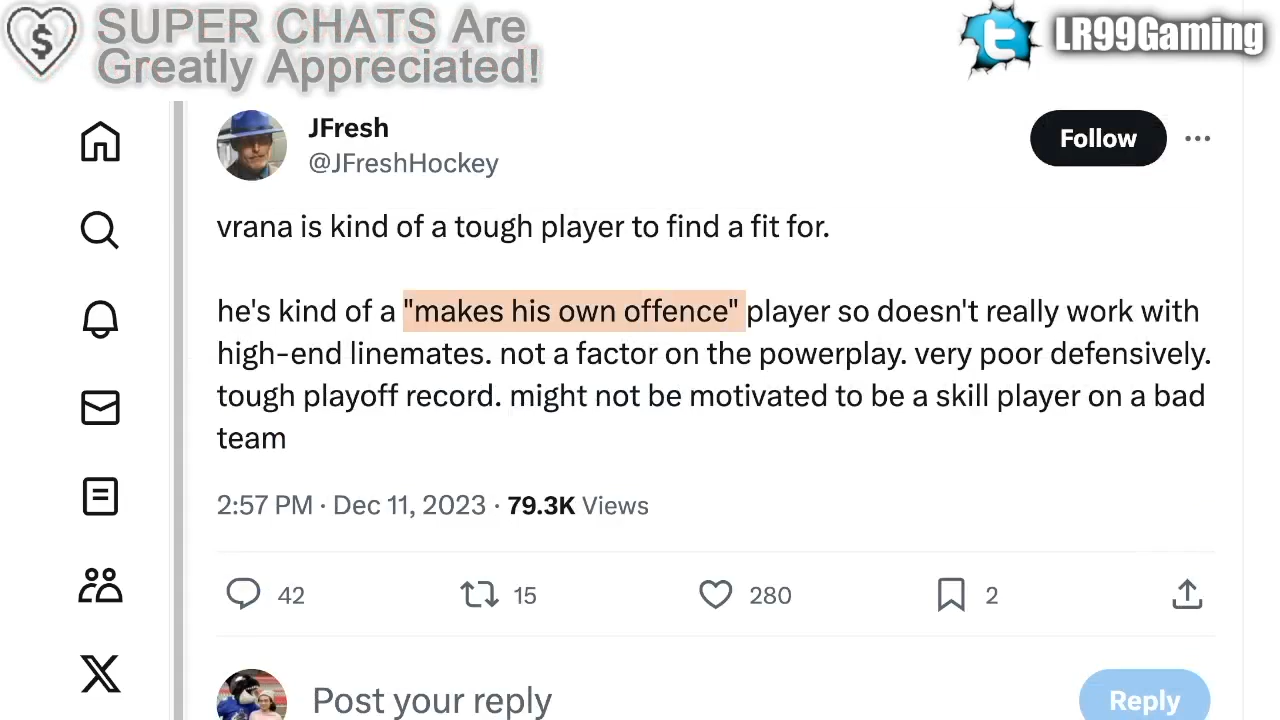 SUPER CHATS Are
Greatly Appreciated!
LR99Gaming
JFresh
@JFreshHockey
Follow
vrana is kind of a tough player to find a fit for.
he's kind of a "makes his own offence" player so doesn't really work with
high-end linemates. not a factor on the powerplay. very poor defensively.
tough playoff record. might not be motivated to be a skill player on a bad
team
2:57 PM · Dec 11, 2023 · 79.3K Views
42
15
280
2
Post your reply
Reply